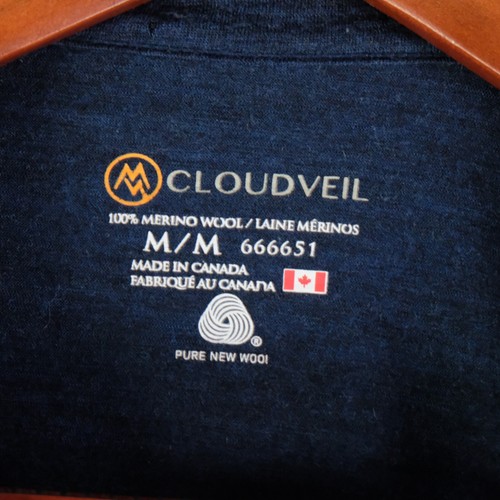 CLOUDVEIL
100% MERINO WOOL / LAINE MÉRINOS
M/M 666651
MADE IN CANADA
FABRIQUÉ AU CANADA
®
PURE NEW WOOL